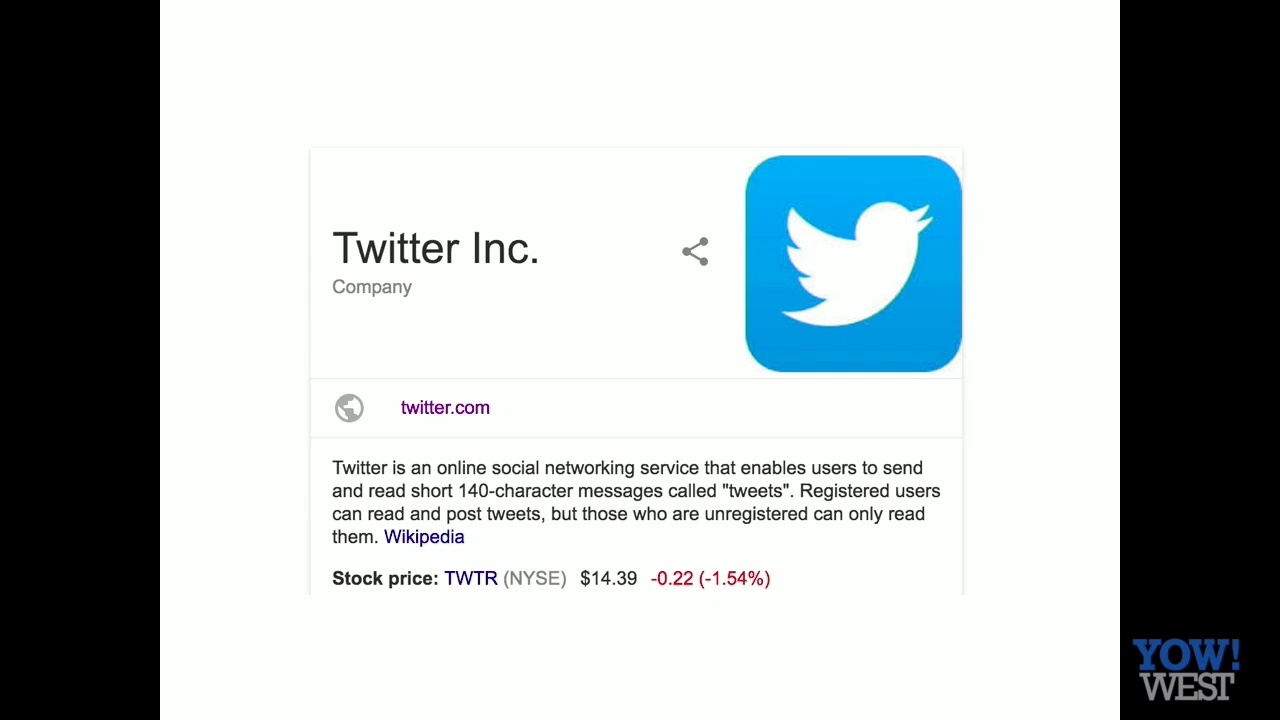 Twitter Inc.
Company
twitter.com
Twitter is an online social networking service that enables users to send
and read short 140-character messages called "tweets". Registered users
can read and post tweets, but those who are unregistered can only read
them. Wikipedia
Stock price: TWTR (NYSE) $14.39 -0.22 (-1.54%)
YOW!
WEST